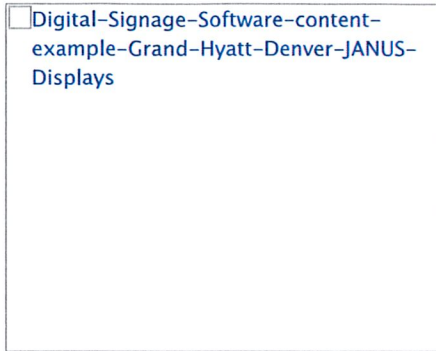 Digital-Signage-Software-content-
example-Grand-Hyatt-Denver-JANUS-
Displays